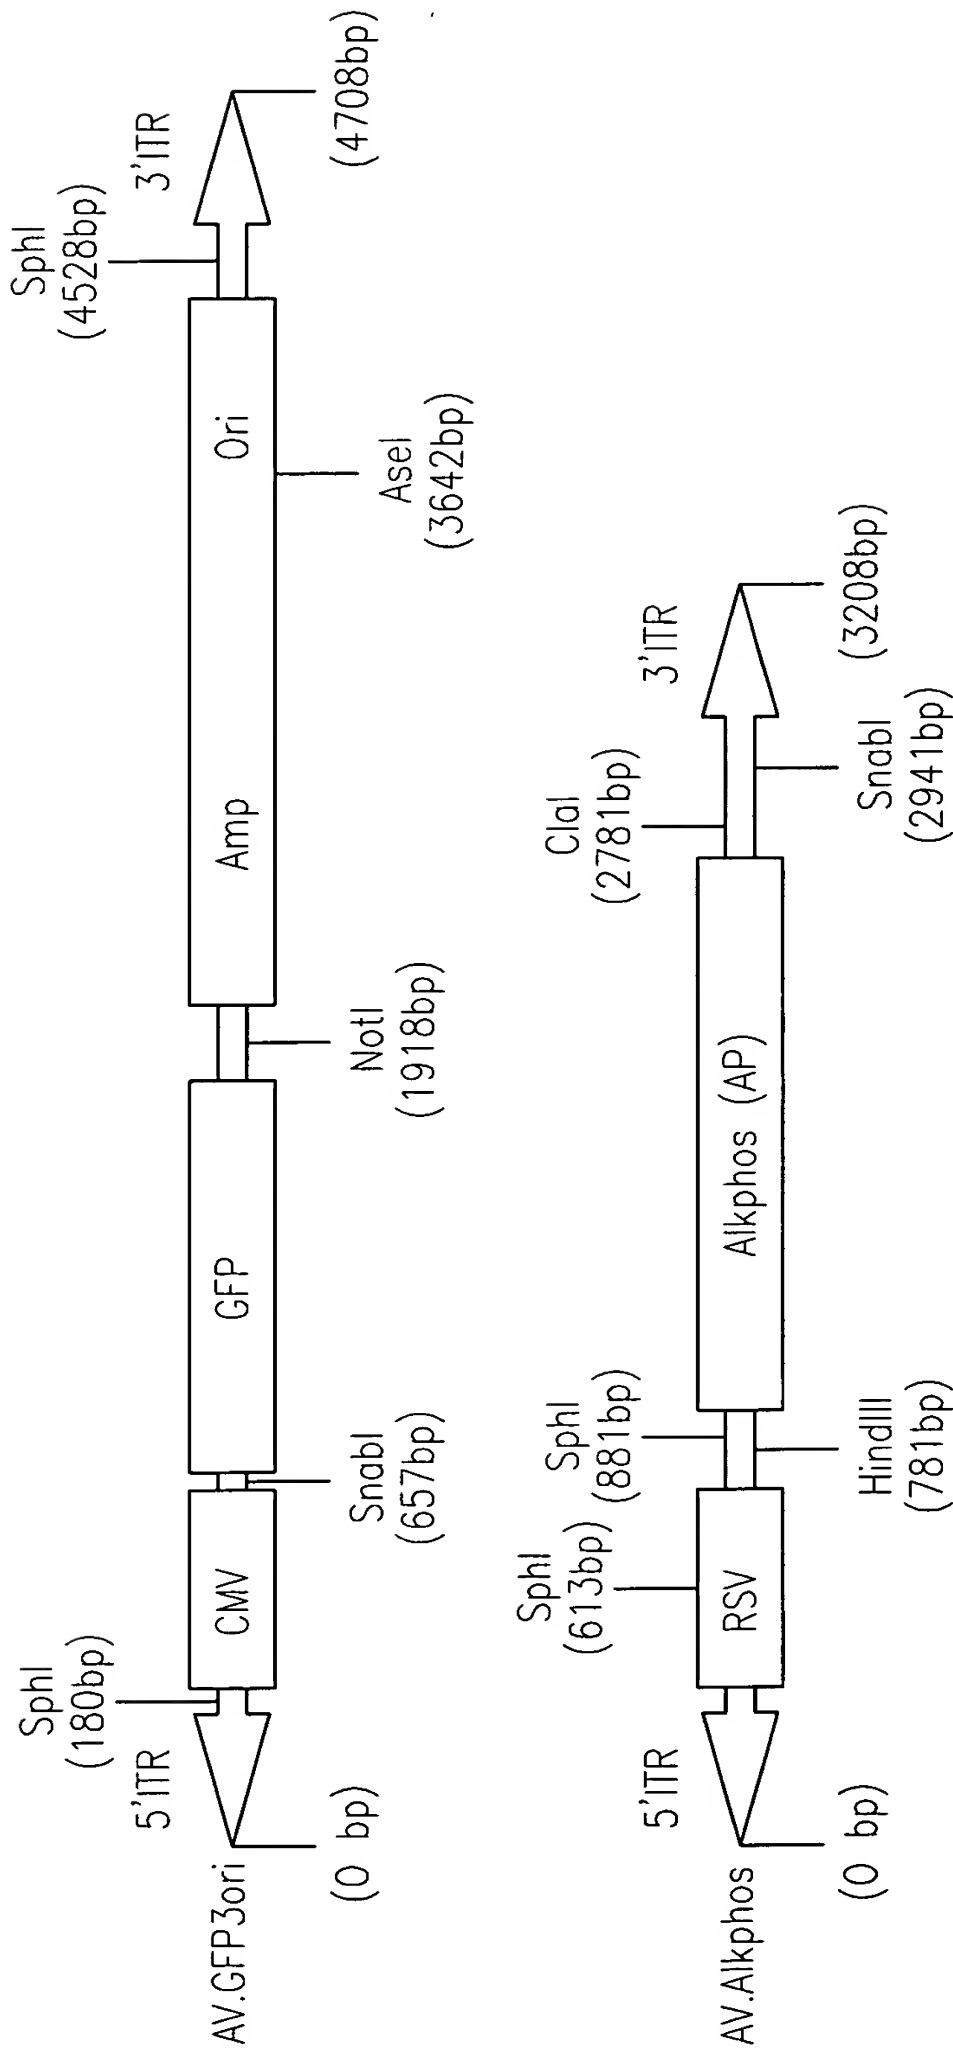 AV.GFP3ori
5'ITR
(0 bp)
SphI
(180bp)
CMV
SnabI
(657bp)
GFP
NotI
(1918bp)
Amp
Ori
AseI
(3642bp)
SphI
(4528bp)
3'ITR
(4708bp)
AV.Alkphos
5'ITR
(0 bp)
SphI
(613bp)
RSV
SphI
(881bp)
HindIII
(781bp)
Alkphos (AP)
ClaI
(2781bp)
SnabI
(2941bp)
3'ITR
(3208bp)